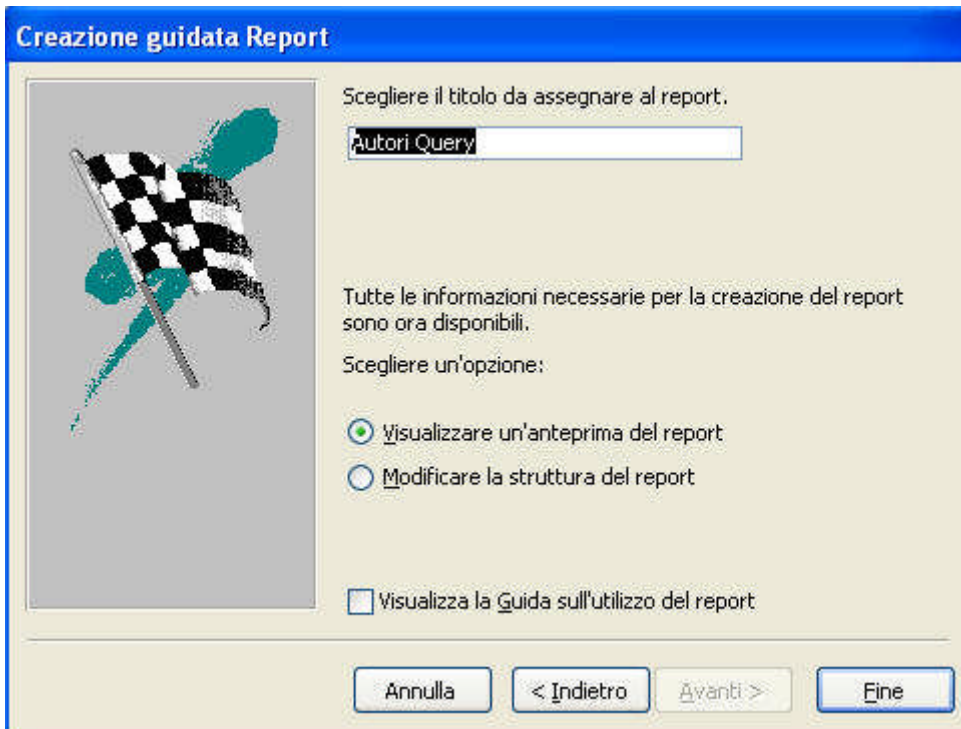 Creazione guidata Report
Scegliere il titolo da assegnare al report.
Autori Query
Tutte le informazioni necessarie per la creazione del report
sono ora disponibili.
Scegliere un'opzione:
Visualizzare un'anteprima del report
Modificare la struttura del report
Visualizza la Guida sull'utilizzo del report
Annulla
< Indietro
Avanti >
Fine